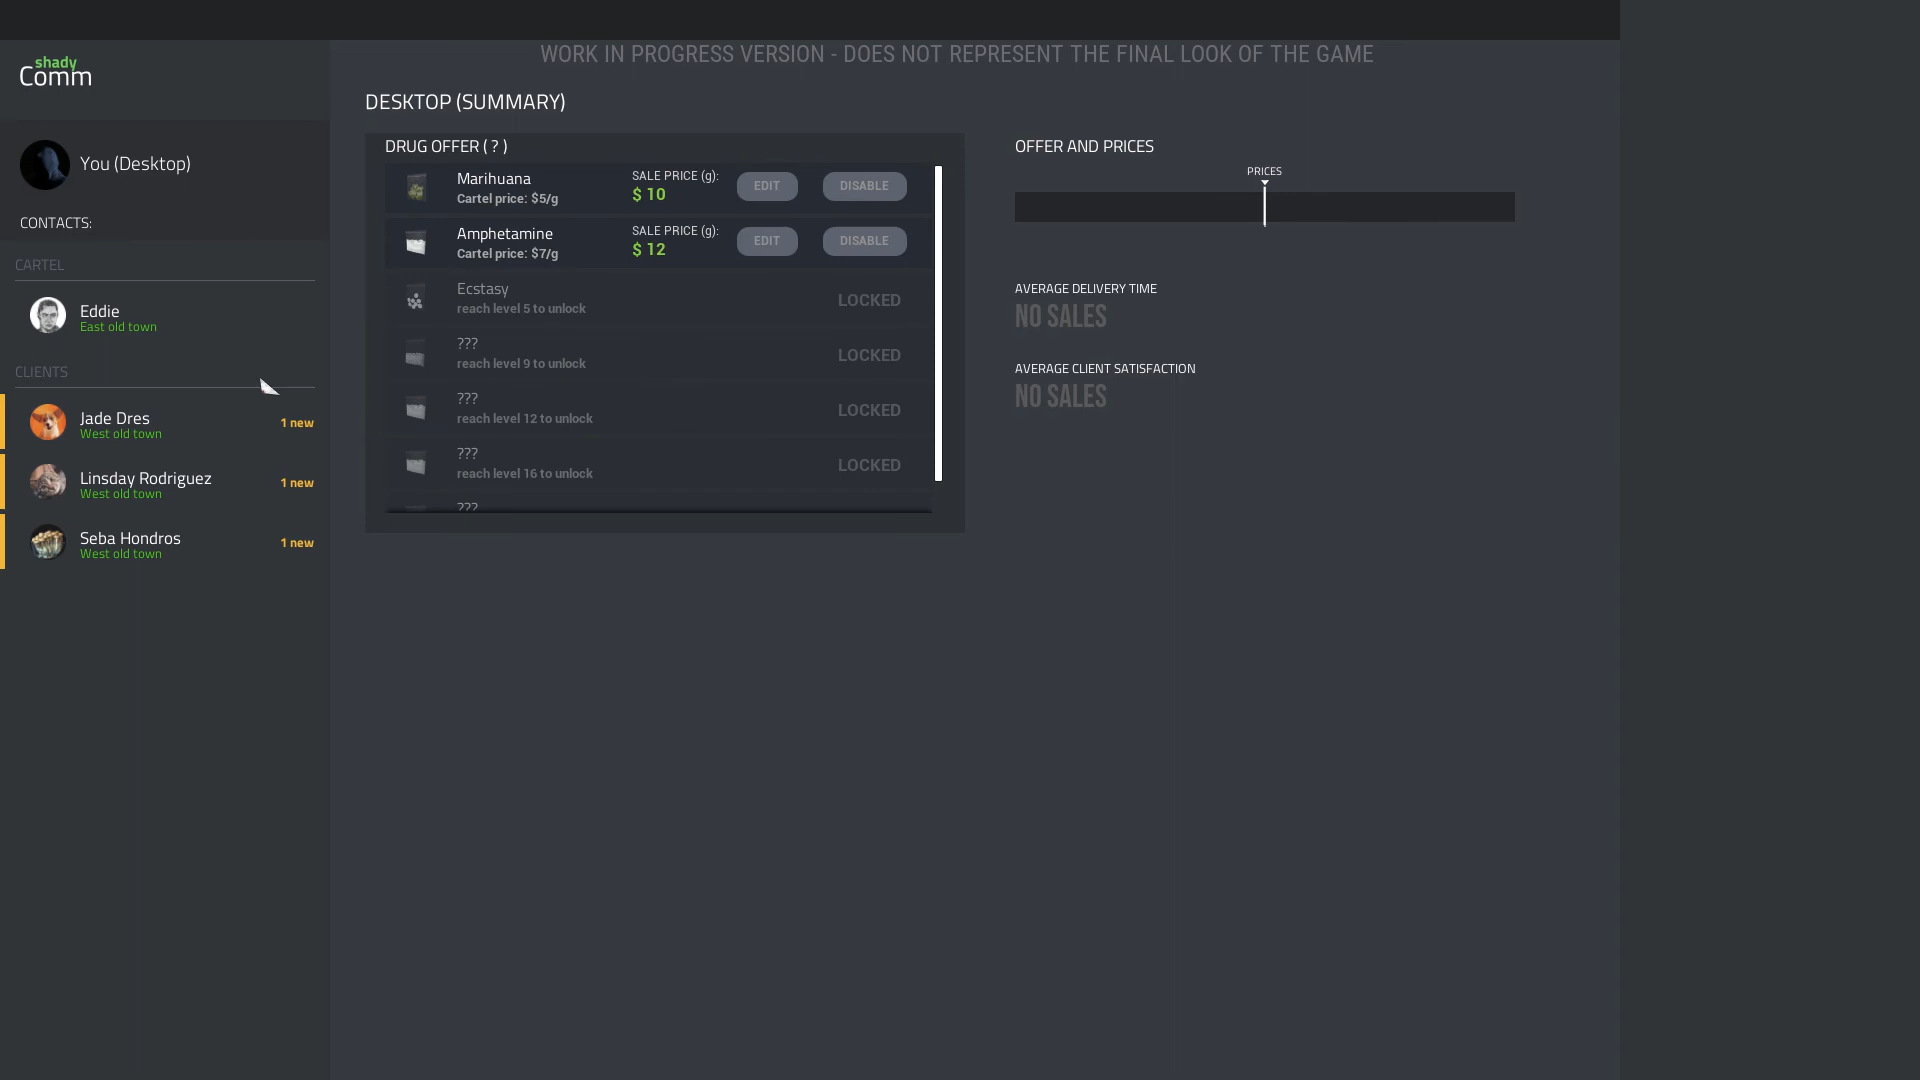 WORK IN PROGRESS VERSION - DOES NOT REPRESENT THE FINAL LOOK OF THE GAME
shady
Comm
You (Desktop)
CONTACTS:
CARTEL
Eddie
East old town
CLIENTS
Jade Dres
West old town
1 new
Linsday Rodriguez
West old town
1 new
Seba Hondros
West old town
1 new
DESKTOP (SUMMARY)
DRUG OFFER ( ? )
Marihuana
Cartel price: $5/g
SALE PRICE (g):
$ 10
EDIT
DISABLE
Amphetamine
Cartel price: $7/g
SALE PRICE (g):
$ 12
EDIT
DISABLE
Ecstasy
reach level 5 to unlock
LOCKED
???
reach level 9 to unlock
LOCKED
???
reach level 12 to unlock
LOCKED
???
reach level 16 to unlock
LOCKED
???
OFFER AND PRICES
PRICES
AVERAGE DELIVERY TIME
NO SALES
AVERAGE CLIENT SATISFACTION
NO SALES